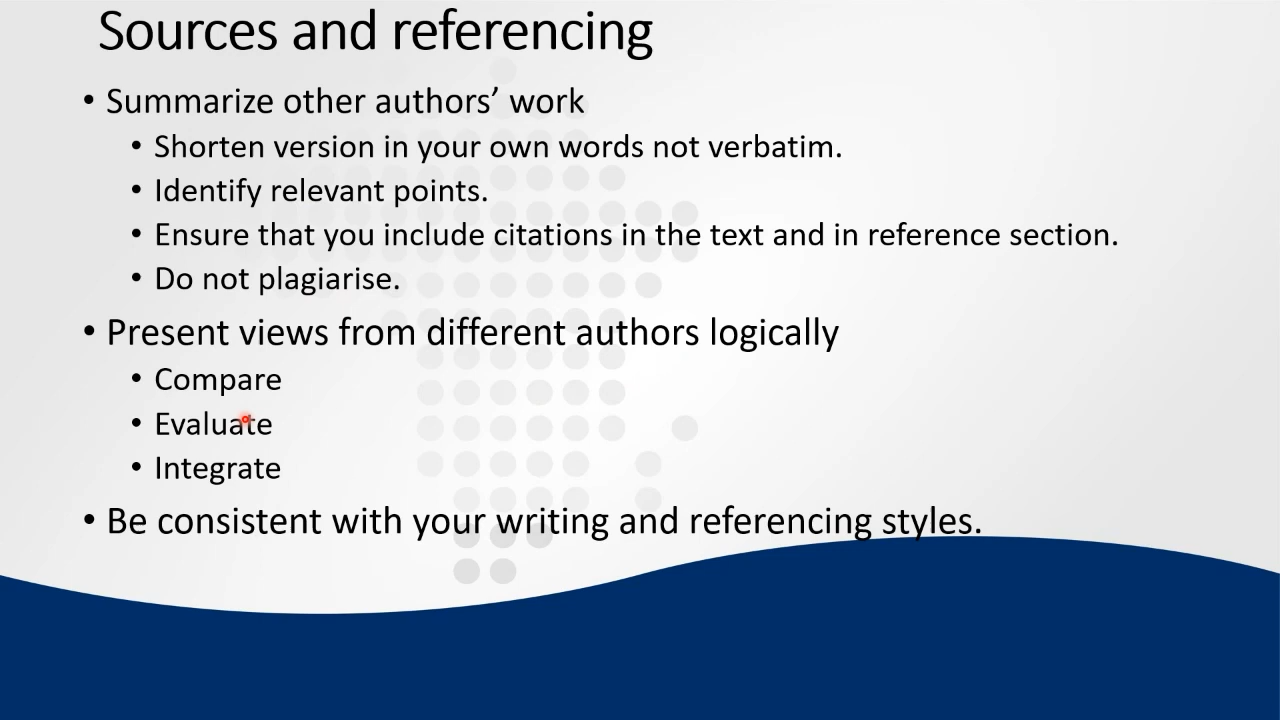 Sources and referencing
• Summarize other authors’ work
• Shorten version in your own words not verbatim.
• Identify relevant points.
• Ensure that you include citations in the text and in reference section.
• Do not plagiarise.
• Present views from different authors logically
• Compare
• Evaluate
• Integrate
• Be consistent with your writing and referencing styles.